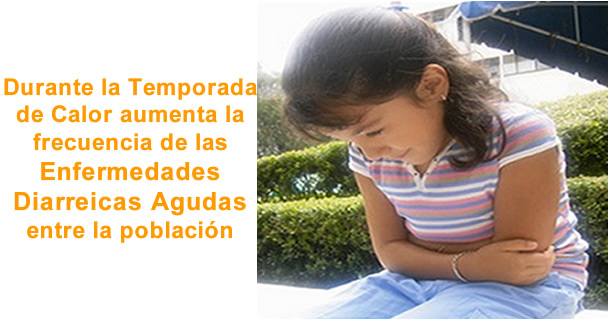 Durante la Temporada
de Calor aumenta la
frecuencia de las
Enfermedades
Diarreicas Agudas
entre la población